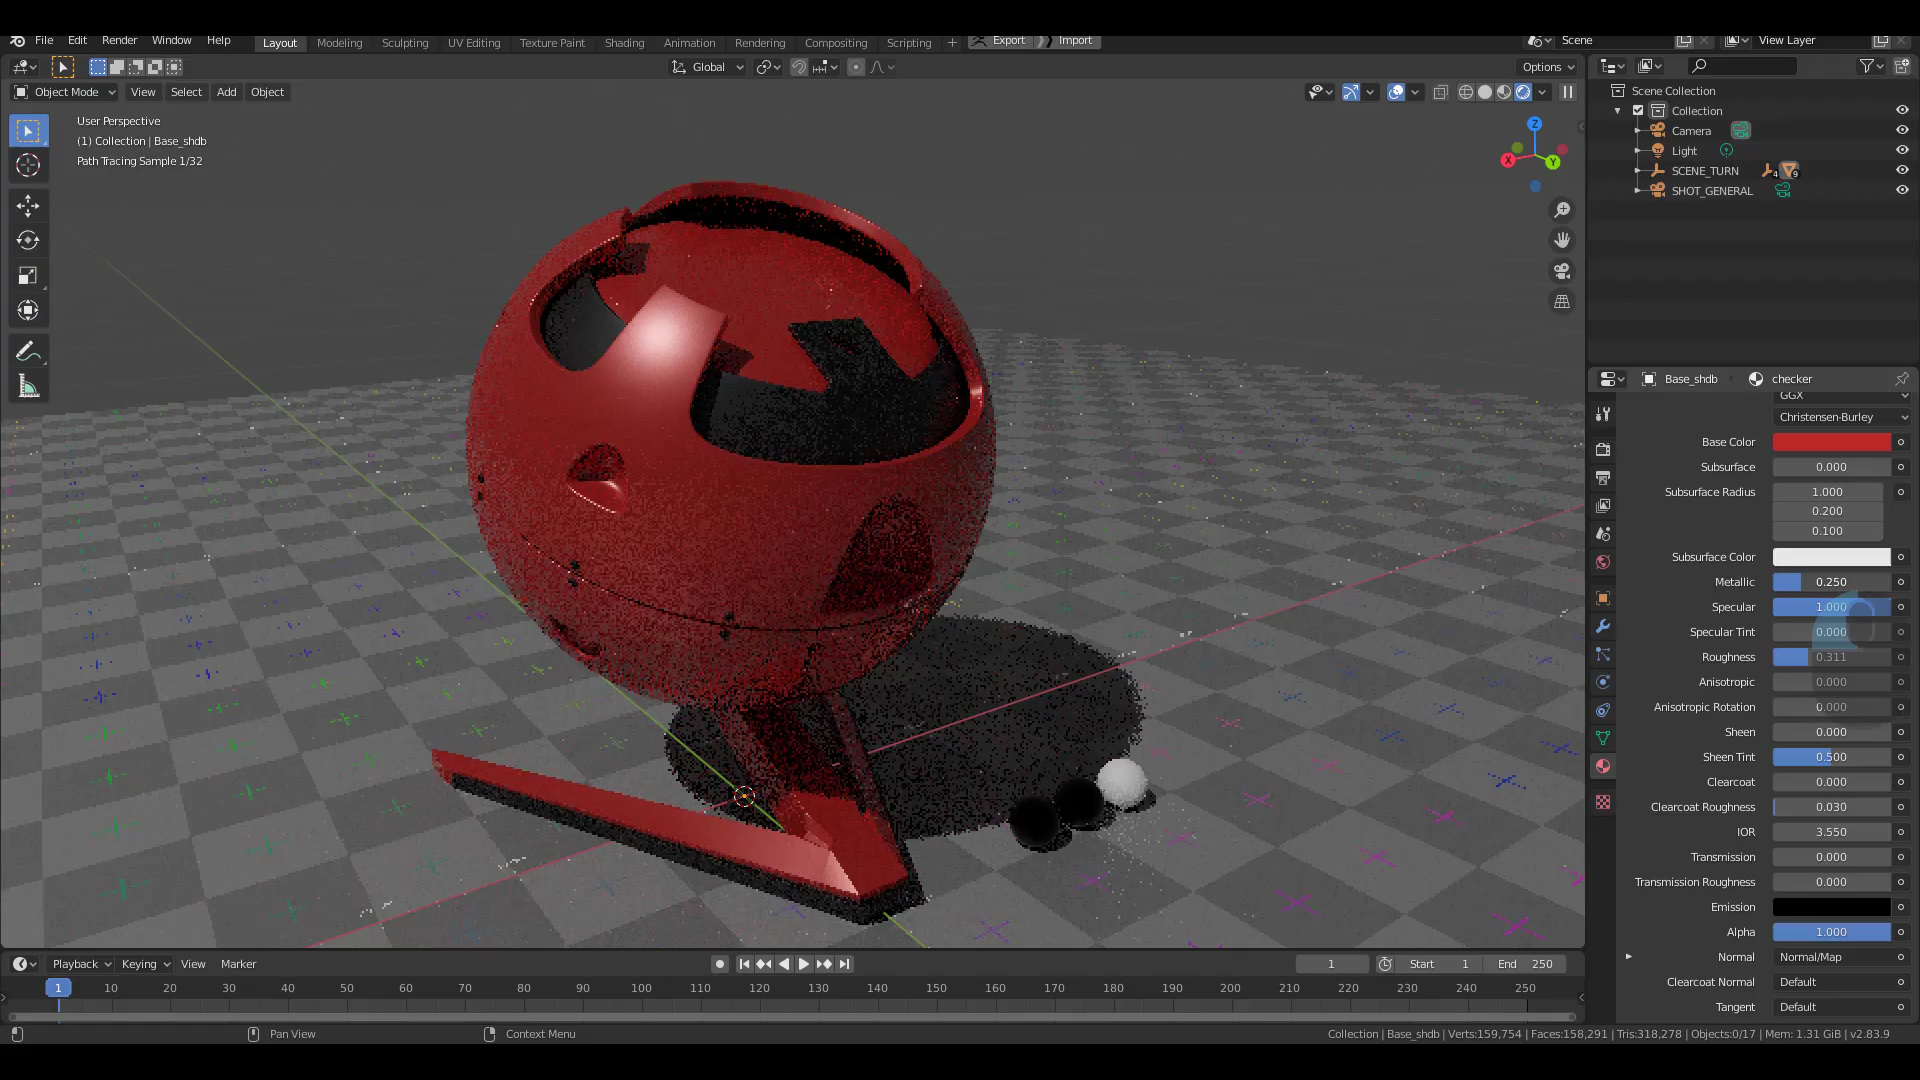 File Edit Render Window Help Layout Modeling Sculpting UV Editing Texture Paint Shading Animation Rendering Compositing Scripting + Export Import Scene View Layer
Global Options
Object Mode View Select Add Object
User Perspective
(1) Collection | Base_shdb
Path Tracing Sample 1/32
Z
X
Y
Scene Collection
Collection
Camera
Light
SCENE_TURN 4 9
SHOT_GENERAL
Base_shdb checker
GGX
Christensen-Burley
Base Color
Subsurface 0.000
Subsurface Radius 1.000
0.200
0.100
Subsurface Color
Metallic 0.250
Specular 1.000
Specular Tint 0.000
Roughness 0.311
Anisotropic 0.000
Anisotropic Rotation 0.000
Sheen 0.000
Sheen Tint 0.500
Clearcoat 0.000
Clearcoat Roughness 0.030
IOR 3.550
Transmission 0.000
Transmission Roughness 0.000
Emission
Alpha 1.000
Normal Normal/Map
Clearcoat Normal Default
Tangent Default
Playback Keying View Marker 1 Start 1 End 250
1 10 20 30 40 50 60 70 80 90 100 110 120 130 140 150 160 170 180 190 200 210 220 230 240 250
Pan View Context Menu Collection | Base_shdb | Verts:159,754 | Faces:158,291 | Tris:318,278 | Objects:0/17 | Mem: 1.31 GiB | v2.83.9